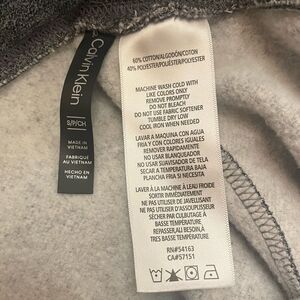 Calvin Klein
S/P/CH
MADE IN
VIETNAM
FABRIQUÉ
AU VIETNAM
HECHO EN
VIETNAM
60% COTTON/ALGODÓN/COTON
40% POLYESTER/POLIÉSTER/POLYESTER
MACHINE WASH COLD WITH
LIKE COLORS ONLY
REMOVE PROMPTLY
DO NOT BLEACH
DO NOT USE FABRIC SOFTENER
TUMBLE DRY LOW
COOL IRON WHEN NEEDED
LAVAR A MAQUINA CON AGUA
FRIA Y CON COLORES IGUALES
REMOVER RAPIDAMENTE
NO USAR BLANQUEADOR
NO USAR SUAVISADOR DE TELA
SECAR A TEMPERATURA BAJA
PLANCHA FRIA SI NECESITA
LAVER À LA MACHINE À L'EAU FROIDE
SORTIR IMMÉDIATEMENT
NE PAS UTILISER DE JAVELLISANT
NE PAS UTILISER D'ASSOUPLISSEUR
SÉCHER PAR CULBUTAGE À
BASSE TEMPÉRATURE
REPASSER,ALI BESOIN,À
TRES BASSE TEMPÉRATURE
RN#54163
CA#57151